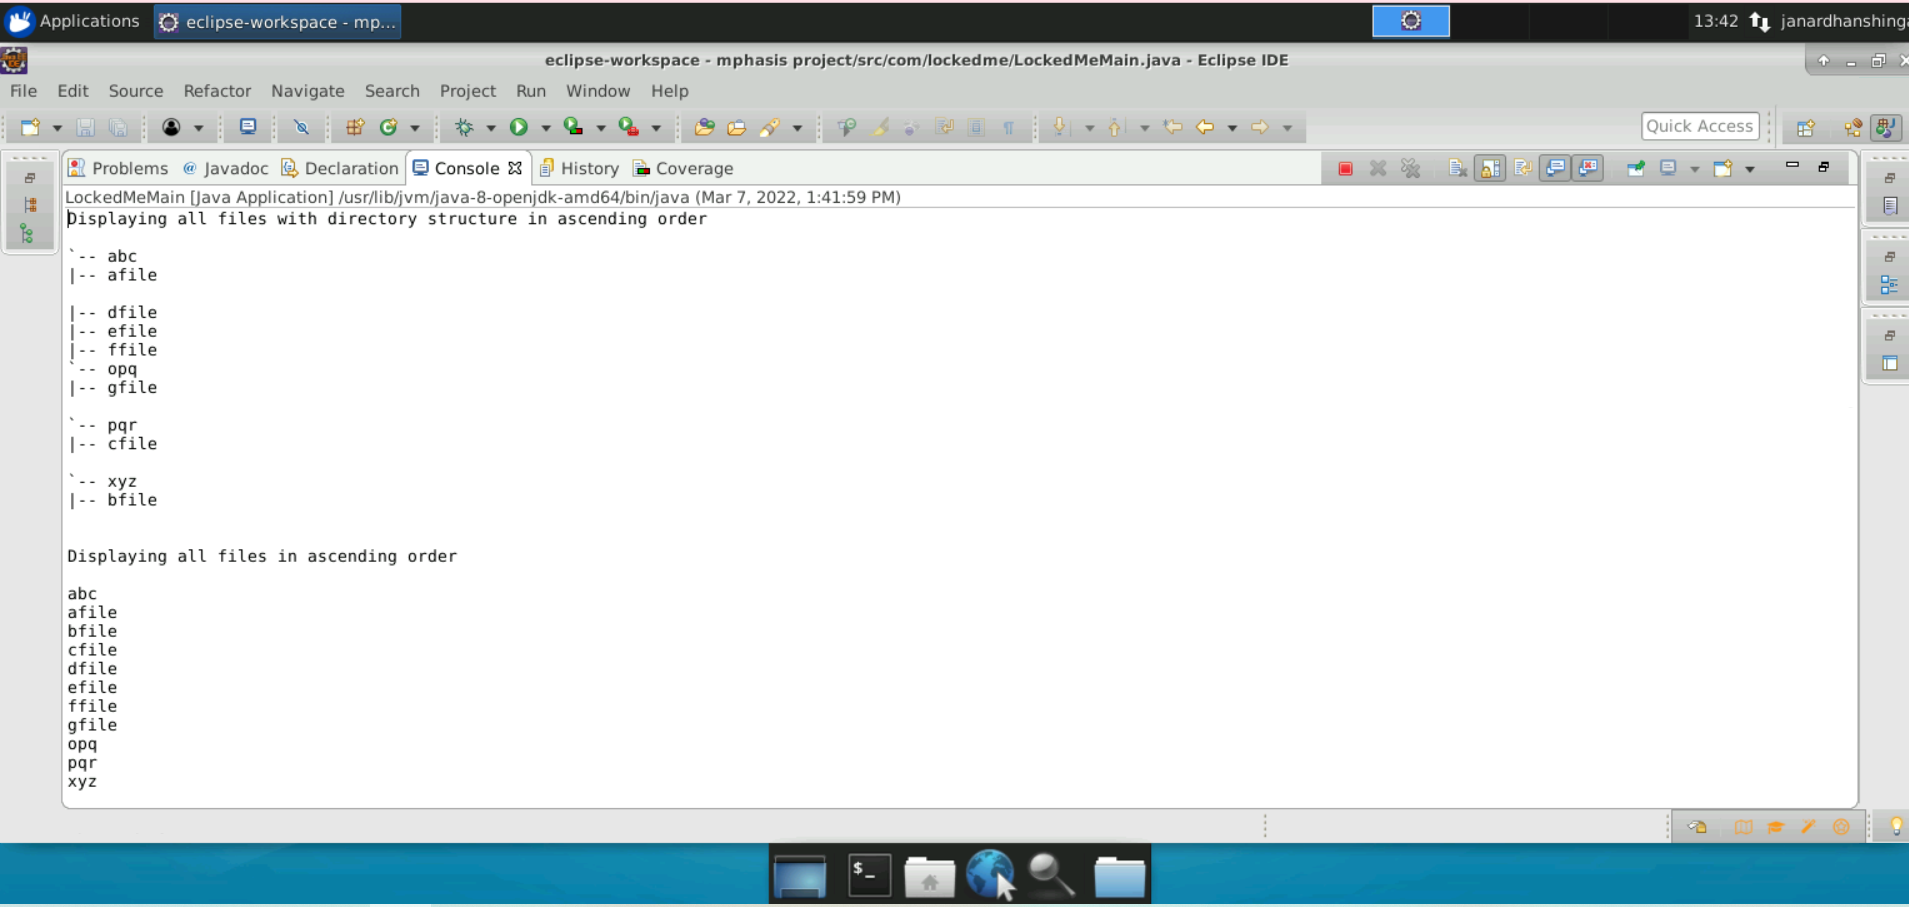 Applications
eclipse-workspace - mp...
13:42
janardhanshinga
eclipse-workspace - mphasis project/src/com/lockedme/LockedMeMain.java - Eclipse IDE
File Edit Source Refactor Navigate Search Project Run Window Help
Quick Access
Problems @ Javadoc Declaration Console History Coverage
LockedMeMain [Java Application] /usr/lib/jvm/java-8-openjdk-amd64/bin/java (Mar 7, 2022, 1:41:59 PM)
Displaying all files with directory structure in ascending order
`-- abc
|-- afile
|-- dfile
|-- efile
|-- ffile
`-- opq
|-- gfile
`-- pqr
|-- cfile
`-- xyz
|-- bfile
Displaying all files in ascending order
abc
afile
bfile
cfile
dfile
efile
ffile
gfile
opq
pqr
xyz
$_